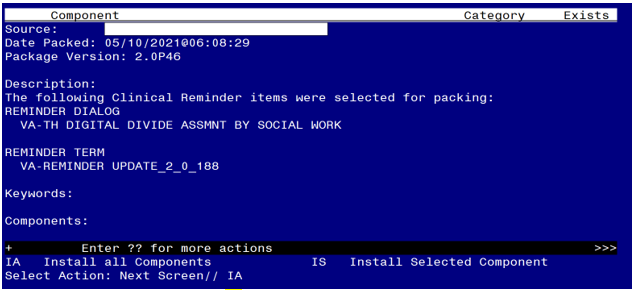 Component Category Exists
Source:
Date Packed: 05/10/2021@06:08:29
Package Version: 2.0P46
Description:
The following Clinical Reminder items were selected for packing:
REMINDER DIALOG
VA-TH DIGITAL DIVIDE ASSMNT BY SOCIAL WORK
REMINDER TERM
VA-REMINDER UPDATE_2_0_188
Keywords:
Components:
+ Enter ?? for more actions >>>
IA Install all Components IS Install Selected Component
Select Action: Next Screen// IA